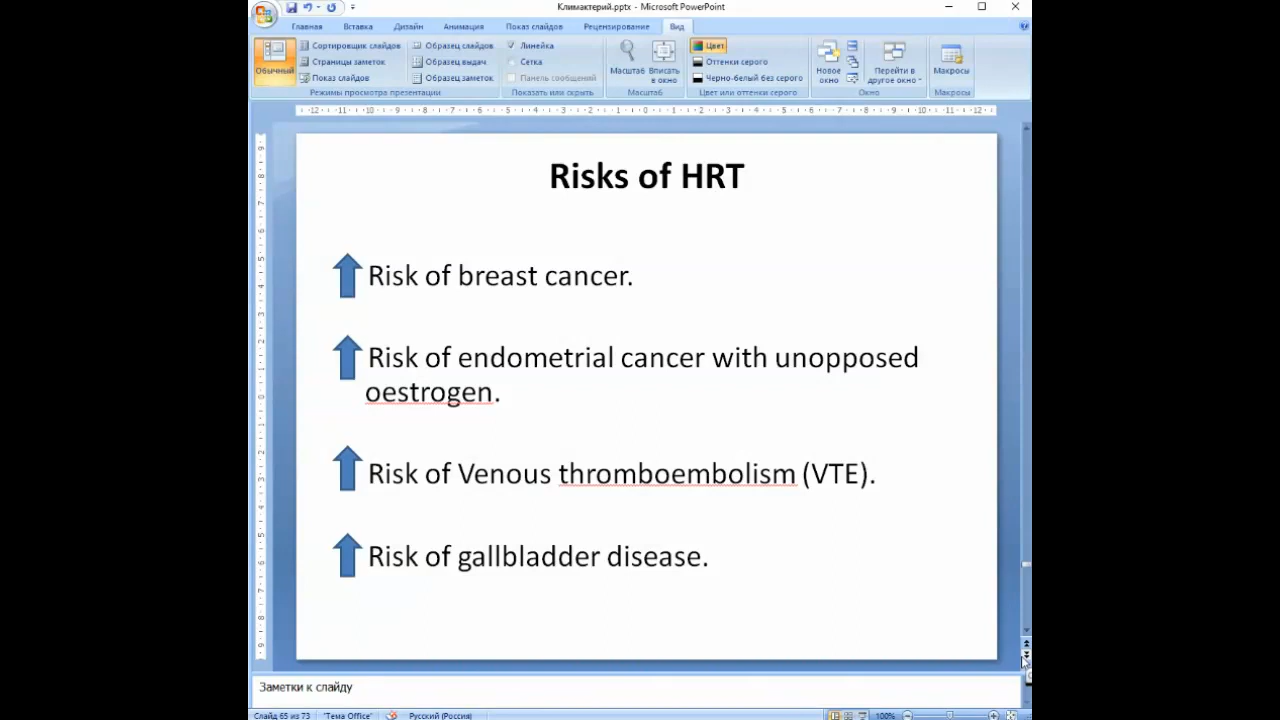 Климактерий.pptx - Microsoft PowerPoint
Главная Вставка Дизайн Анимация Показ слайдов Рецензирование Вид
Сортировщик слайдов Образец слайдов Линейка Цвет
Страницы заметок Образец выдач Сетка Оттенки серого
Обычный Показ слайдов Образец заметок Панель сообщений Масштаб Вписать в окно Черно-белый без серого Новое окно Перейти в другое окно Макросы
Режимы просмотра презентации Показать или скрыть Масштаб Цвет или оттенки серого Окно Макросы
Risks of HRT
Risk of breast cancer.
Risk of endometrial cancer with unopposed
oestrogen.
Risk of Venous thromboembolism (VTE).
Risk of gallbladder disease.
Заметки к слайду
Слайд 65 из 73 "Тема Office" Русский (Россия) 100%